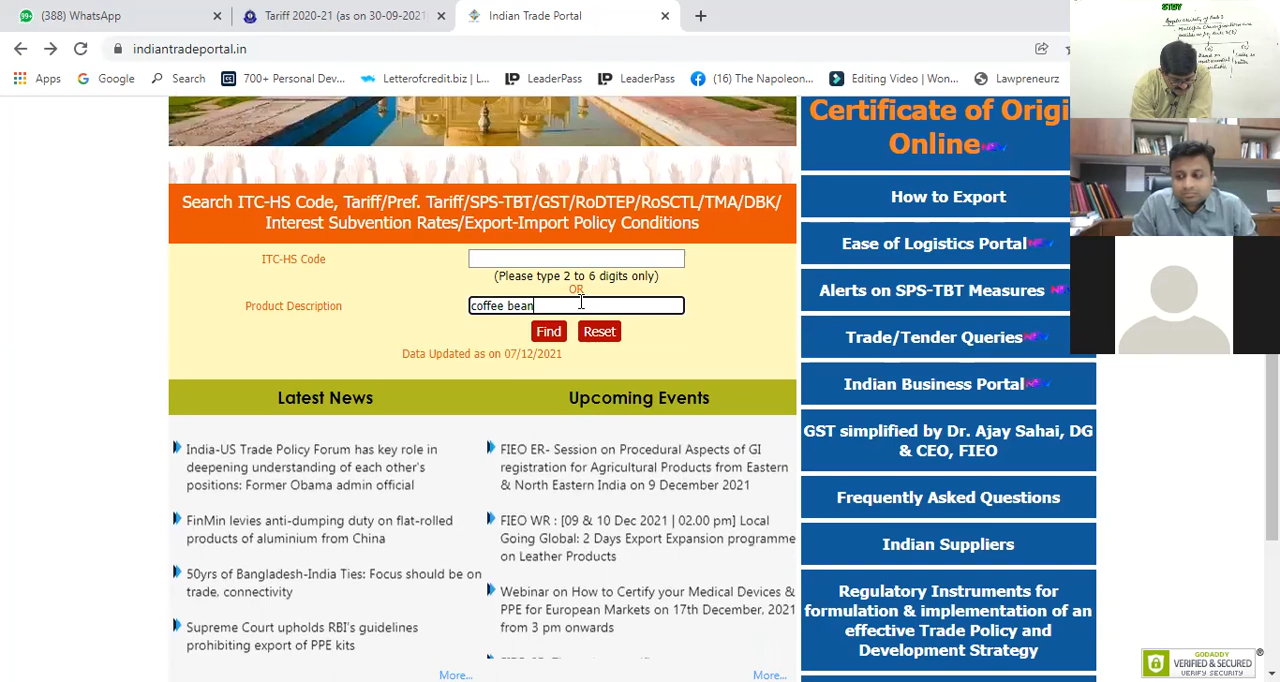 (388) WhatsApp
Tariff 2020-21 (as on 30-09-2021
Indian Trade Portal
indiantradeportal.in
Apps
Google
Search
700+ Personal Dev...
Letterofcredit.biz | L...
LeaderPass
LeaderPass
(16) The Napoleon...
Editing Video | Won...
Lawpreneurz
Search ITC-HS Code, Tariff/Pref. Tariff/SPS-TBT/GST/RoDTEP/RoSCTL/TMA/DBK/
Interest Subvention Rates/Export-Import Policy Conditions
ITC-HS Code
(Please type 2 to 6 digits only)
OR
Product Description
coffee bean
Find
Reset
Data Updated as on 07/12/2021
Latest News
India-US Trade Policy Forum has key role in
deepening understanding of each other's
positions: Former Obama admin official
FinMin levies anti-dumping duty on flat-rolled
products of aluminium from China
50yrs of Bangladesh-India Ties: Focus should be on
trade, connectivity
Supreme Court upholds RBI's guidelines
prohibiting export of PPE kits
More...
Upcoming Events
FIEO ER- Session on Procedural Aspects of GI
registration for Agricultural Products from Eastern
& North Eastern India on 9 December 2021
FIEO WR : [09 & 10 Dec 2021 | 02.00 pm] Local
Going Global: 2 Days Export Expansion programme
on Leather Products
Webinar on How to Certify your Medical Devices &
PPE for European Markets on 17th December, 2021
from 3 pm onwards
More...
Certificate of Origi
Online
How to Export
Ease of Logistics Portal
Alerts on SPS-TBT Measures
Trade/Tender Queries
Indian Business Portal
GST simplified by Dr. Ajay Sahai, DG
& CEO, FIEO
Frequently Asked Questions
Indian Suppliers
Regulatory Instruments for
formulation & implementation of an
effective Trade Policy and
Development Strategy
GODADDY
VERIFIED & SECURED
VERIFY SECURITY